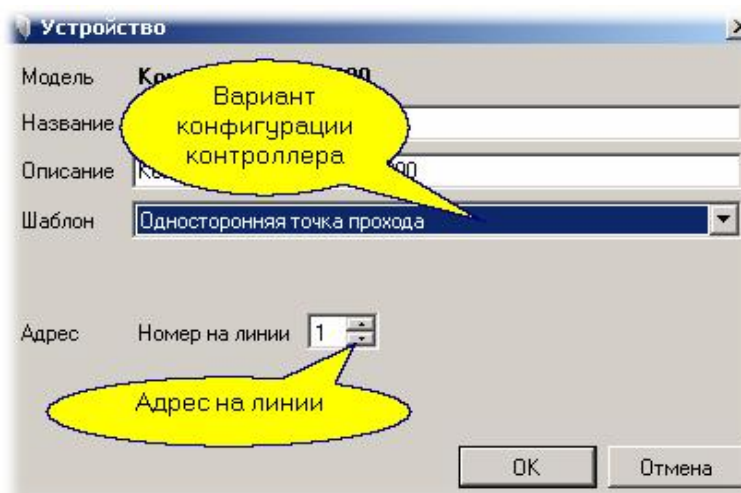 Устройство
Модель
Вариант
конфигурации
контроллера
Название
Описание
Шаблон Односторонняя точка прохода
Адрес Номер на линии 1
Адрес на линии
OK Отмена